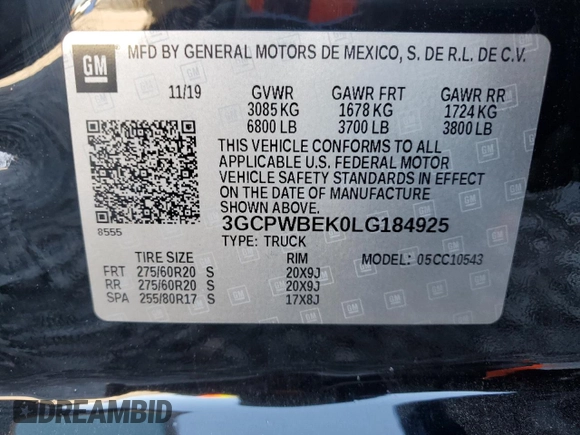 GM
MFD BY GENERAL MOTORS DE MEXICO, S. DE R.L. DE C.V.
11/19 GVWR GAWR FRT GAWR RR
3085 KG 1678 KG 1724 KG
6800 LB 3700 LB 3800 LB
THIS VEHICLE CONFORMS TO ALL
APPLICABLE U.S. FEDERAL MOTOR
VEHICLE SAFETY STANDARDS IN EFFECT
ON THE DATE OF MANUFACTURE
SHOWN ABOVE.
8555
3GCPWBEK0LG184925
TYPE: TRUCK
TIRE SIZE RIM MODEL: 05CC10543
FRT 275/60R20 S 20X9J
RR 275/60R20 S 20X9J
SPA 255/80R17 S 17X8J
DREAMBID